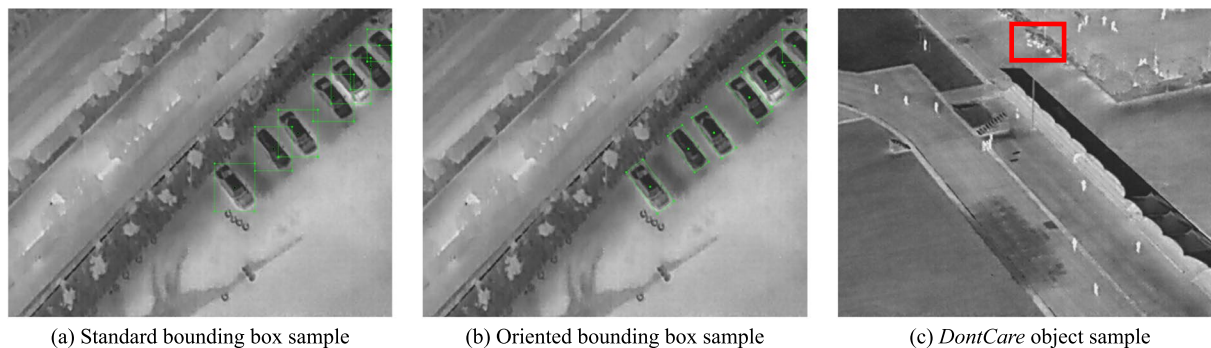 (a) Standard bounding box sample
(b) Oriented bounding box sample
(c) DontCare object sample